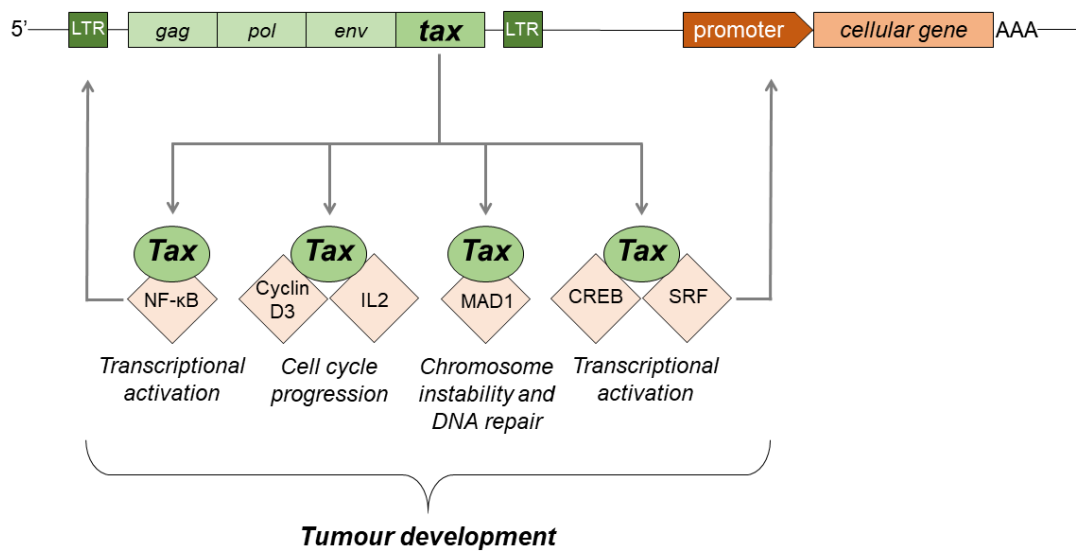 5’ LTR gag pol env tax LTR promoter cellular gene AAA
Tax Tax Tax Tax
NF-κB Cyclin D3 IL2 MAD1 CREB SRF
Transcriptional activation
Cell cycle progression
Chromosome instability and DNA repair
Transcriptional activation
Tumour development